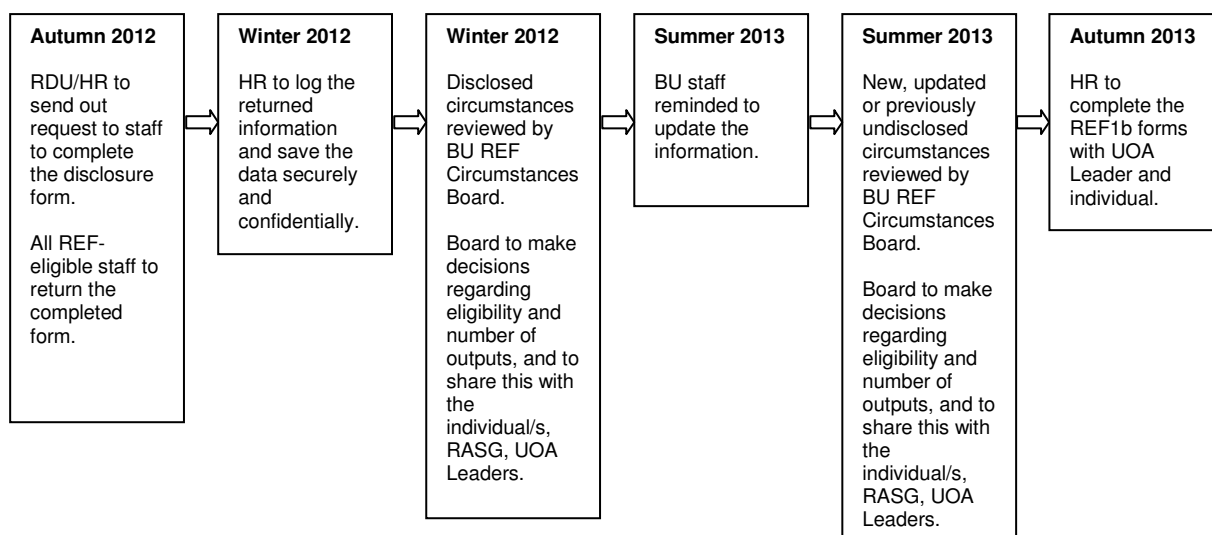 Autumn 2012
RDU/HR to
send out
request to staff
to complete
the disclosure
form.
All REF-
eligible staff to
return the
completed
form.
Winter 2012
HR to log the
returned
information
and save the
data securely
and
confidentially.
Winter 2012
Disclosed
circumstances
reviewed by
BU REF
Circumstances
Board.
Board to make
decisions
regarding
eligibility and
number of
outputs, and to
share this with
the
individual/s,
RASG, UOA
Leaders.
Summer 2013
BU staff
reminded to
update the
information.
Summer 2013
New, updated
or previously
undisclosed
circumstances
reviewed by
BU REF
Circumstances
Board.
Board to make
decisions
regarding
eligibility and
number of
outputs, and to
share this with
the
individual/s,
RASG, UOA
Leaders.
Autumn 2013
HR to
complete the
REF1b forms
with UOA
Leader and
individual.